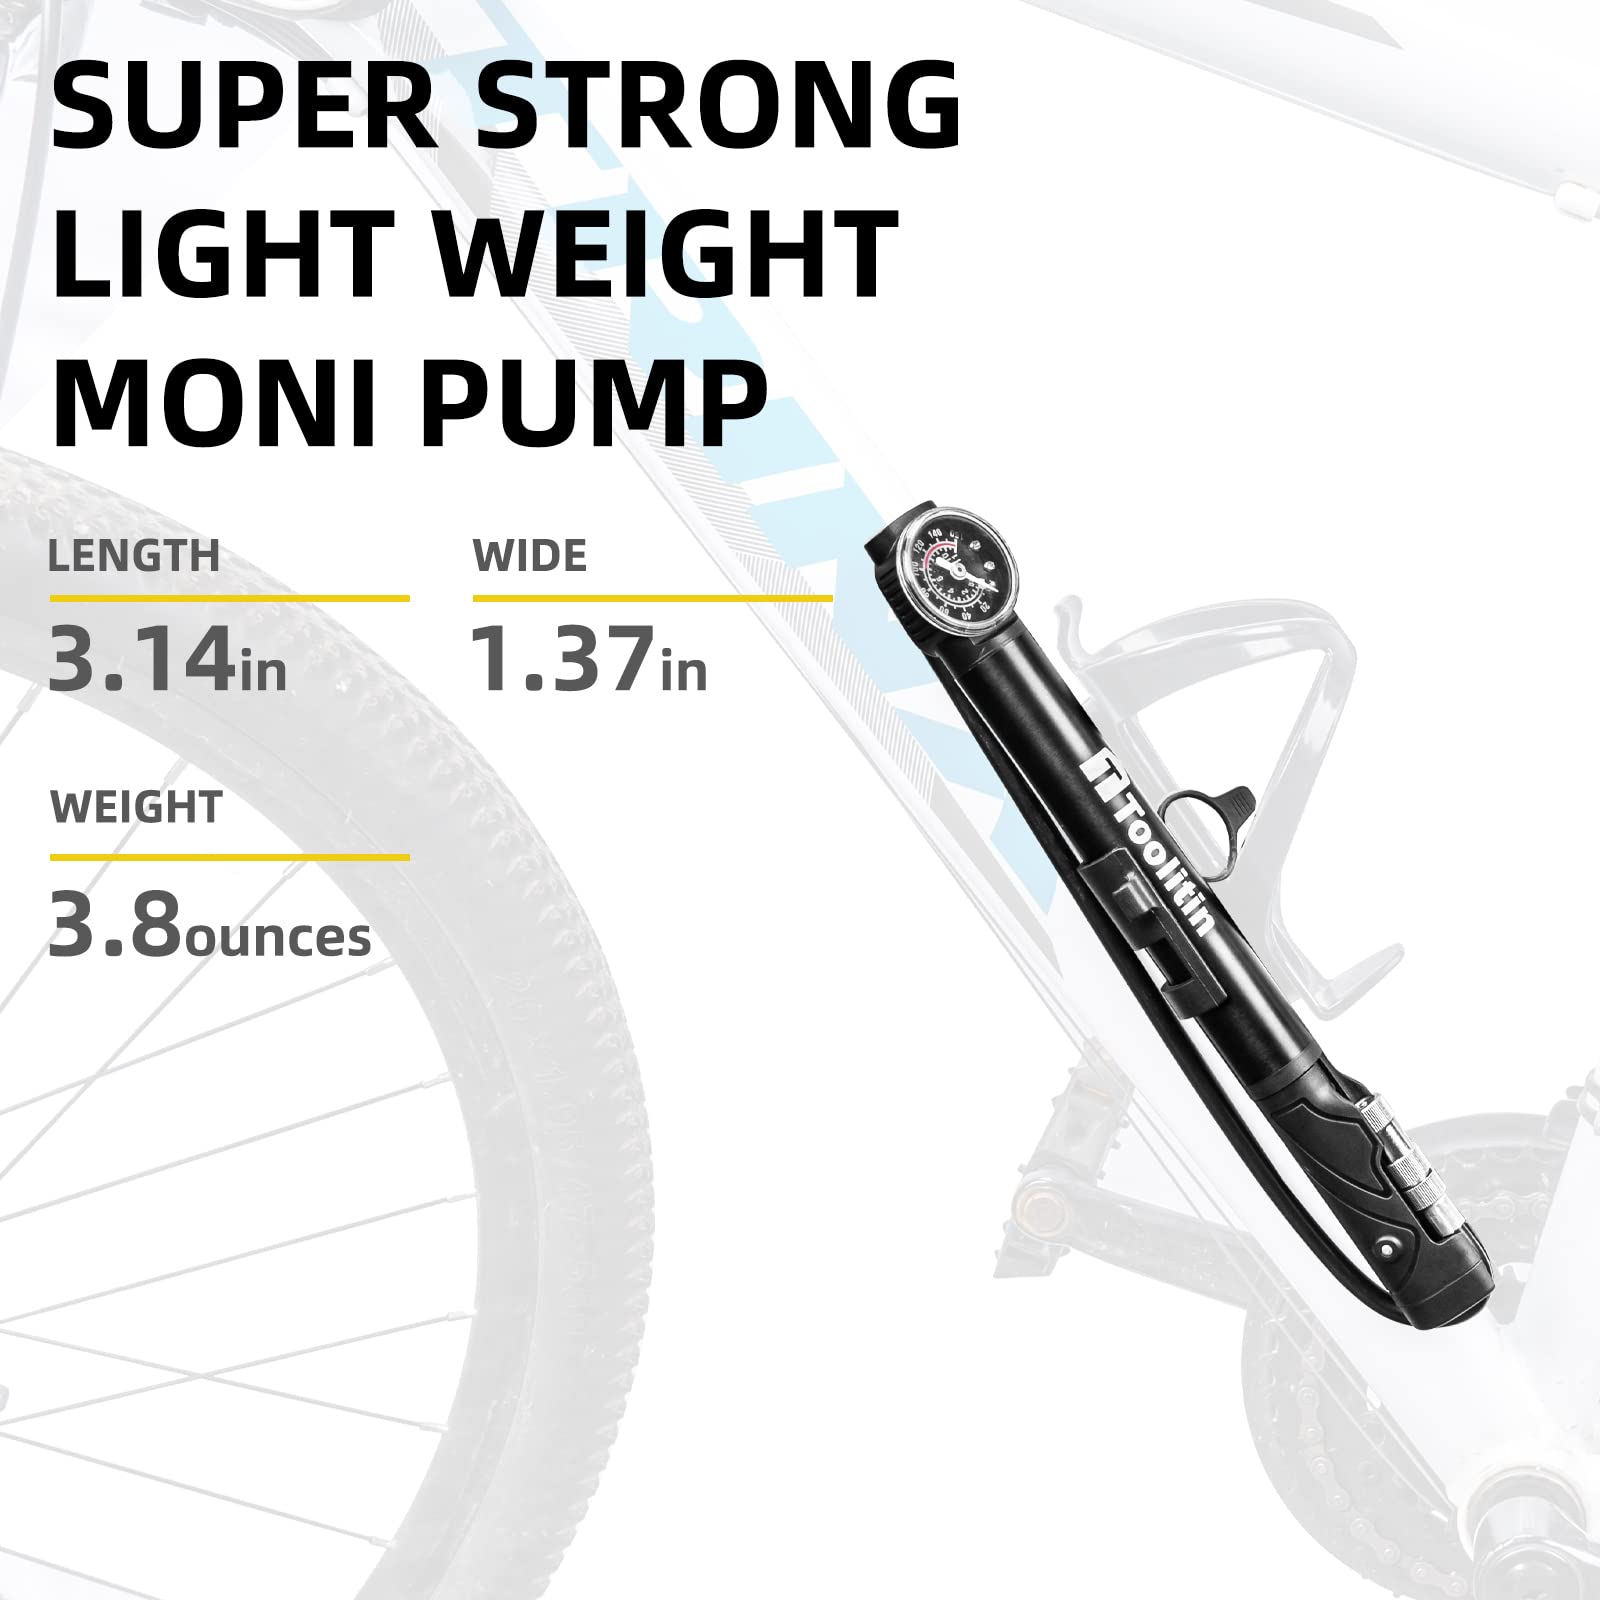 SUPER STRONG
LIGHT WEIGHT
MONI PUMP
LENGTH
3.14in
WIDE
1.37in
WEIGHT
3.8ounces
Toolitin